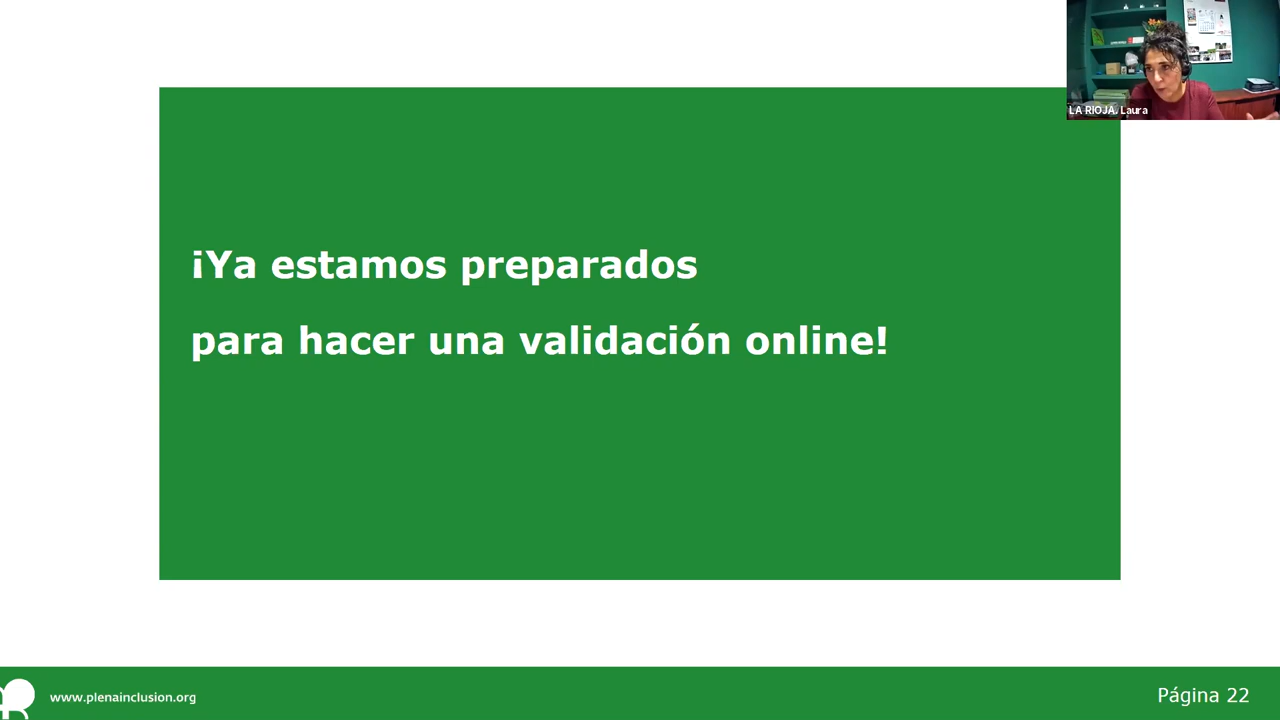 LA RIOJA. Laura
¡Ya estamos preparados
para hacer una validación online!
www.plenainclusion.org
Página 22